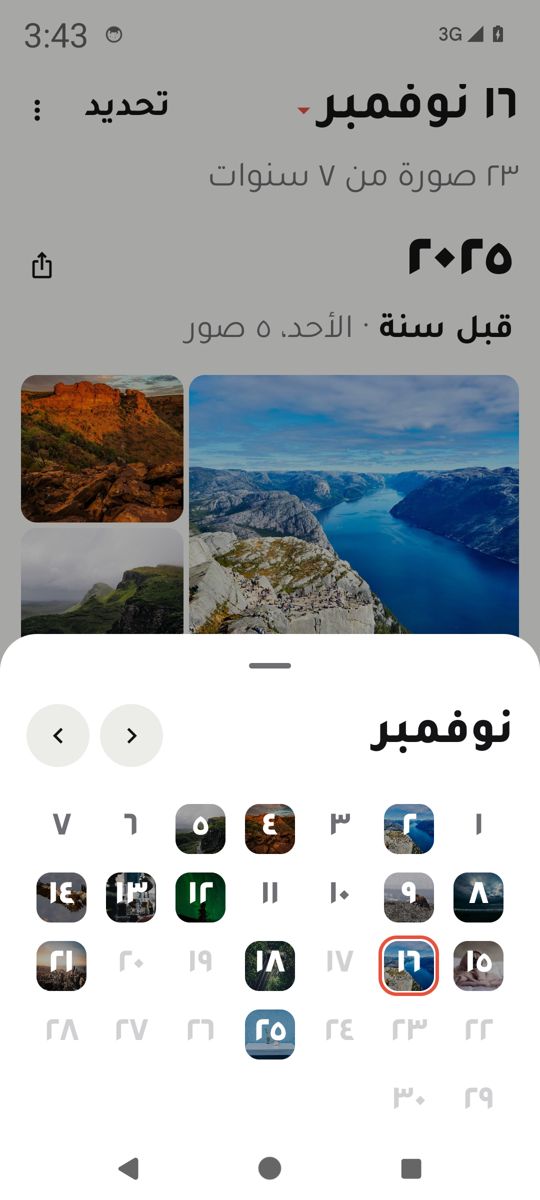 3:43 3G
١٦ نوفمبر تحديد
٢٣ صورة من ٧ سنوات
٢٠٢٥
قبل سنة · الأحد، ٥ صور
نوفمبر
١ ٢ ٣ ٤ ٥ ٦ ٧
٨ ٩ ١٠ ١١ ١٢ ١٣ ١٤
١٥ ١٦ ١٧ ١٨ ١٩ ٢٠ ٢١
٢٢ ٢٣ ٢٤ ٢٥ ٢٦ ٢٧ ٢٨
٢٩ ٣٠